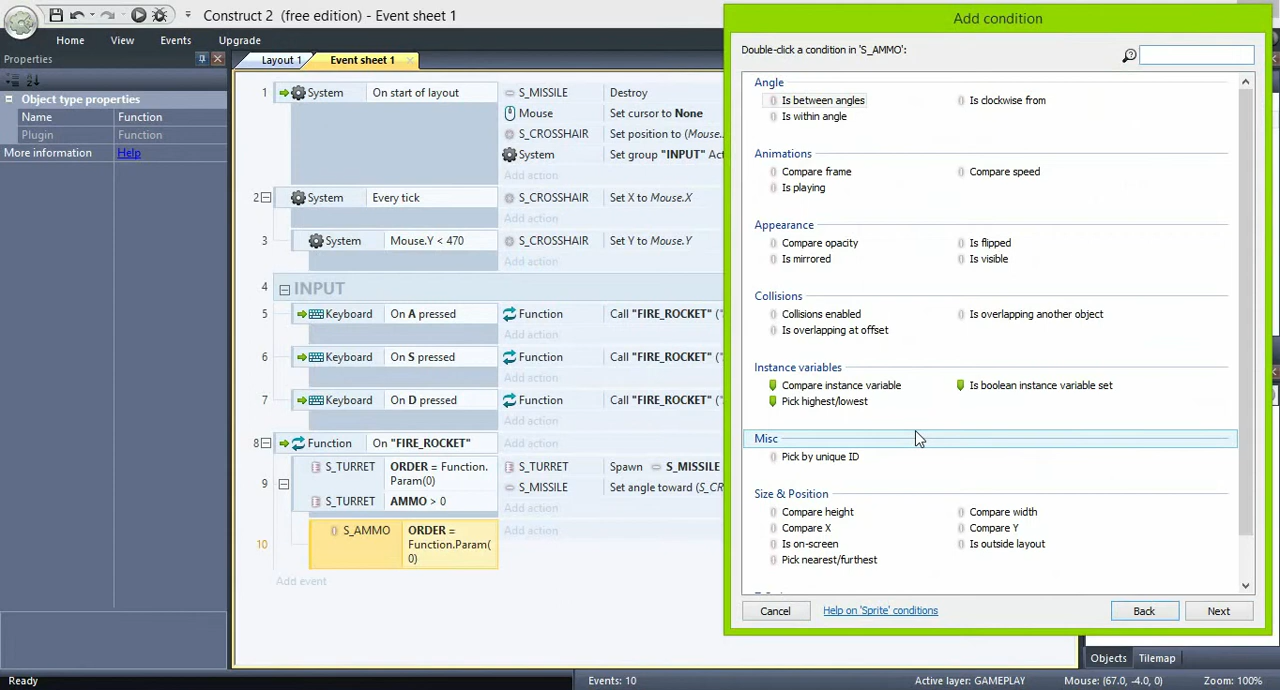 Construct 2 (free edition) - Event sheet 1
Add condition
Home View Events Upgrade
Properties
Layout 1 Event sheet 1
Double-click a condition in 'S_AMMO':
Object type properties
Name Function
Plugin Function
More information Help
1 System On start of layout S_MISSILE Destroy
Mouse Set cursor to None
S_CROSSHAIR Set position to (Mouse.
System Set group "INPUT" Act
Add action
2 System Every tick S_CROSSHAIR Set X to Mouse.X
Add action
3 System Mouse.Y < 470 S_CROSSHAIR Set Y to Mouse.Y
Add action
4 INPUT
5 Keyboard On A pressed Function Call "FIRE_ROCKET" ("
Add action
6 Keyboard On S pressed Function Call "FIRE_ROCKET" ("
Add action
7 Keyboard On D pressed Function Call "FIRE_ROCKET" ("
Add action
8 Function On "FIRE_ROCKET" Add action
9 S_TURRET ORDER = Function.
Param(0)
S_TURRET Spawn S_MISSILE
S_TURRET AMMO > 0
S_MISSILE Set angle toward (S_CR
Add action
10 S_AMMO ORDER =
Function.Param(
0)
Add action
Add event
Angle
Is between angles Is clockwise from
Is within angle
Animations
Compare frame Compare speed
Is playing
Appearance
Compare opacity Is flipped
Is mirrored Is visible
Collisions
Collisions enabled Is overlapping another object
Is overlapping at offset
Instance variables
Compare instance variable Is boolean instance variable set
Pick highest/lowest
Misc
Pick by unique ID
Size & Position
Compare height Compare width
Compare X Compare Y
Is on-screen Is outside layout
Pick nearest/furthest
Cancel Help on 'Sprite' conditions Back Next
Objects Tilemap
Ready Events: 10 Active layer: GAMEPLAY Mouse: (67.0, -4.0, 0) Zoom: 100%